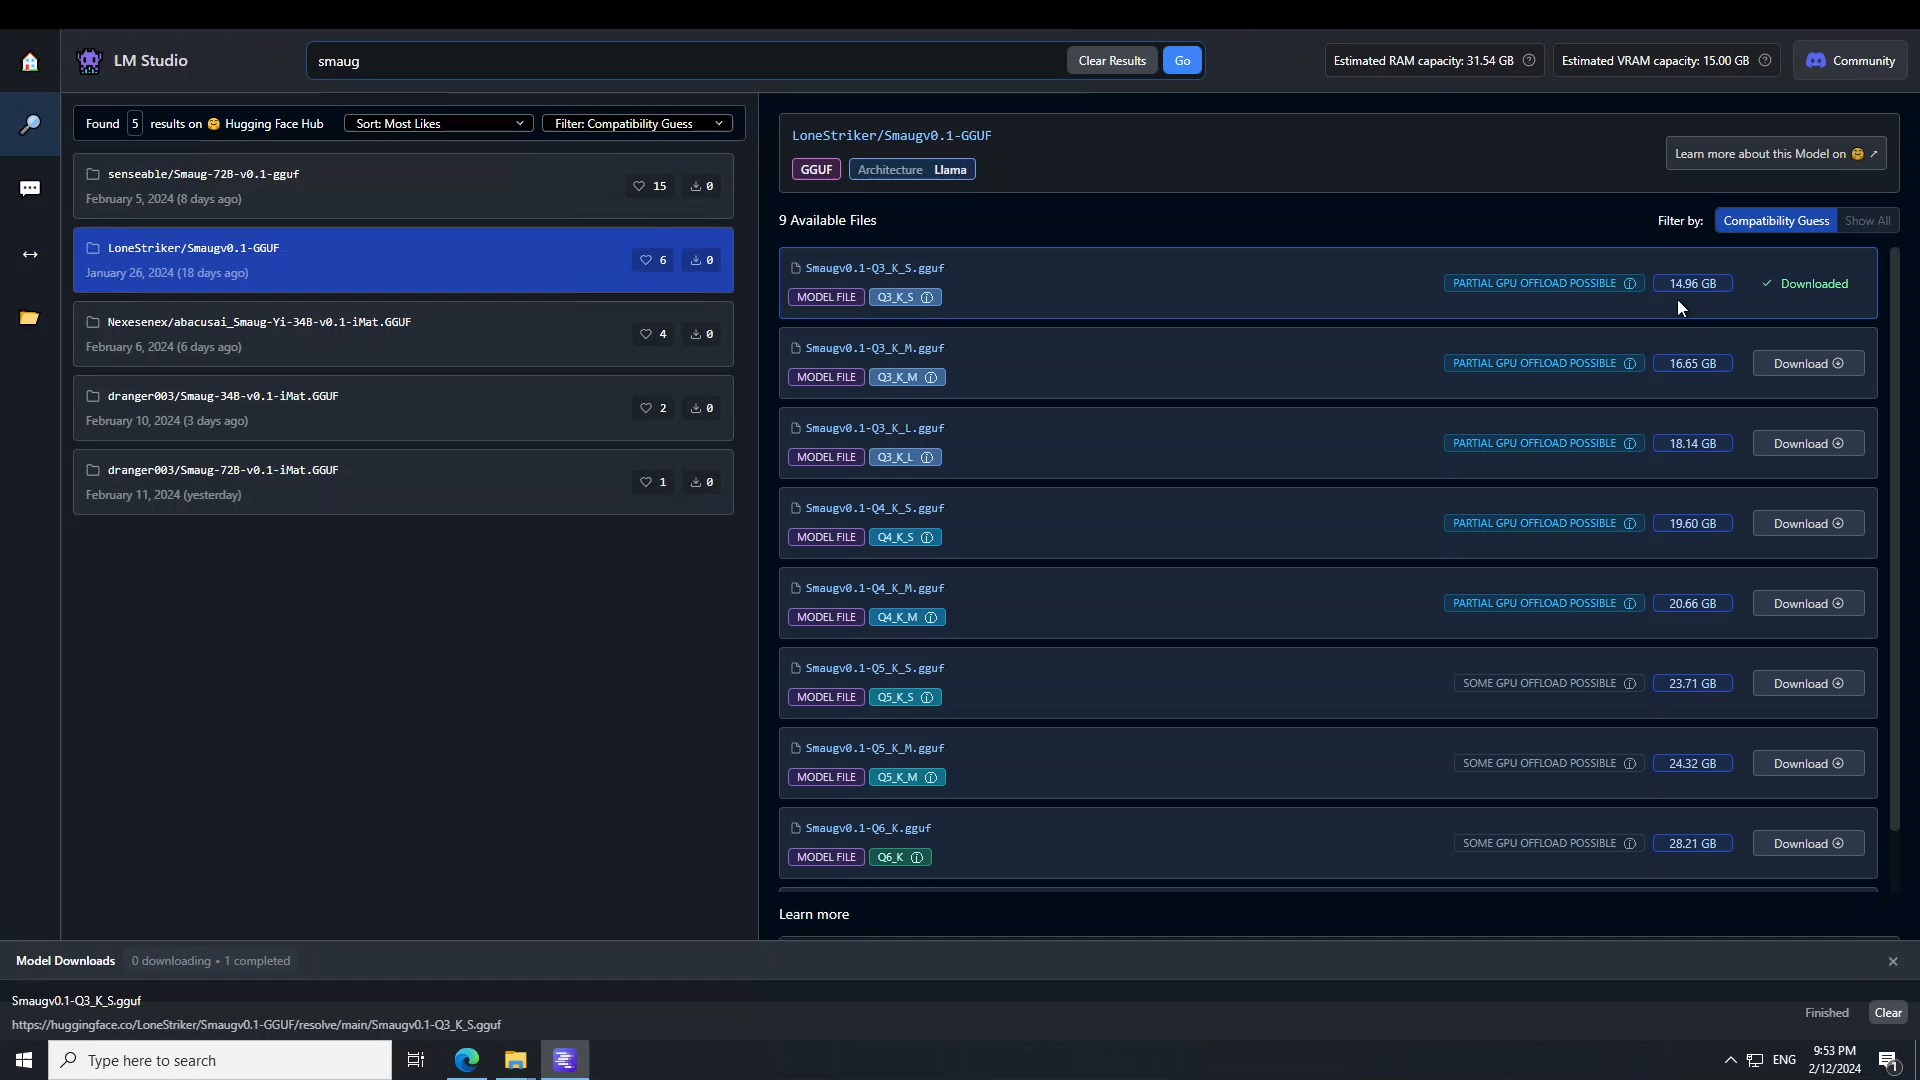 LM Studio
smaug
Clear Results
Go
Estimated RAM capacity: 31.54 GB
Estimated VRAM capacity: 15.00 GB
Community
Found 5 results on 🤗 Hugging Face Hub
Sort: Most Likes
Filter: Compatibility Guess
senseable/Smaug-72B-v0.1-gguf
February 5, 2024 (8 days ago)
15
0
LoneStriker/Smaugv0.1-GGUF
January 26, 2024 (18 days ago)
6
0
Nexesenex/abacusai_Smaug-Yi-34B-v0.1-iMat.GGUF
February 6, 2024 (6 days ago)
4
0
dranger003/Smaug-34B-v0.1-iMat.GGUF
February 10, 2024 (3 days ago)
2
0
dranger003/Smaug-72B-v0.1-iMat.GGUF
February 11, 2024 (yesterday)
1
0
LoneStriker/Smaugv0.1-GGUF
GGUF
Architecture Llama
Learn more about this Model on 🤗 ↗
9 Available Files
Filter by:
Compatibility Guess
Show All
Smaugv0.1-Q3_K_S.gguf
MODEL FILE
Q3_K_S
PARTIAL GPU OFFLOAD POSSIBLE
14.96 GB
✓ Downloaded
Smaugv0.1-Q3_K_M.gguf
MODEL FILE
Q3_K_M
PARTIAL GPU OFFLOAD POSSIBLE
16.65 GB
Download
Smaugv0.1-Q3_K_L.gguf
MODEL FILE
Q3_K_L
PARTIAL GPU OFFLOAD POSSIBLE
18.14 GB
Download
Smaugv0.1-Q4_K_S.gguf
MODEL FILE
Q4_K_S
PARTIAL GPU OFFLOAD POSSIBLE
19.60 GB
Download
Smaugv0.1-Q4_K_M.gguf
MODEL FILE
Q4_K_M
PARTIAL GPU OFFLOAD POSSIBLE
20.66 GB
Download
Smaugv0.1-Q5_K_S.gguf
MODEL FILE
Q5_K_S
SOME GPU OFFLOAD POSSIBLE
23.71 GB
Download
Smaugv0.1-Q5_K_M.gguf
MODEL FILE
Q5_K_M
SOME GPU OFFLOAD POSSIBLE
24.32 GB
Download
Smaugv0.1-Q6_K.gguf
MODEL FILE
Q6_K
SOME GPU OFFLOAD POSSIBLE
28.21 GB
Download
Learn more
Model Downloads
0 downloading • 1 completed
Smaugv0.1-Q3_K_S.gguf
https://huggingface.co/LoneStriker/Smaugv0.1-GGUF/resolve/main/Smaugv0.1-Q3_K_S.gguf
Finished
Clear
Type here to search
ENG
9:53 PM
2/12/2024
1